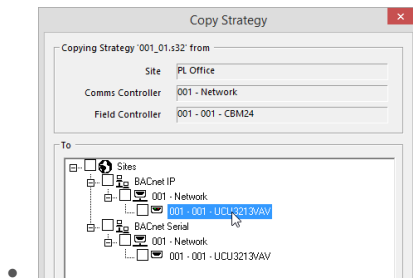 Copy Strategy
×
Copying Strategy '001_01.s32' from
Site PL Office
Comms Controller 001 - Network
Field Controller 001 - 001 - CBM24
To
Sites
BACnet IP
001 - Network
001 - 001 - UCU3213VAV
BACnet Serial
001 - Network
001 - 001 - UCU3213VAV